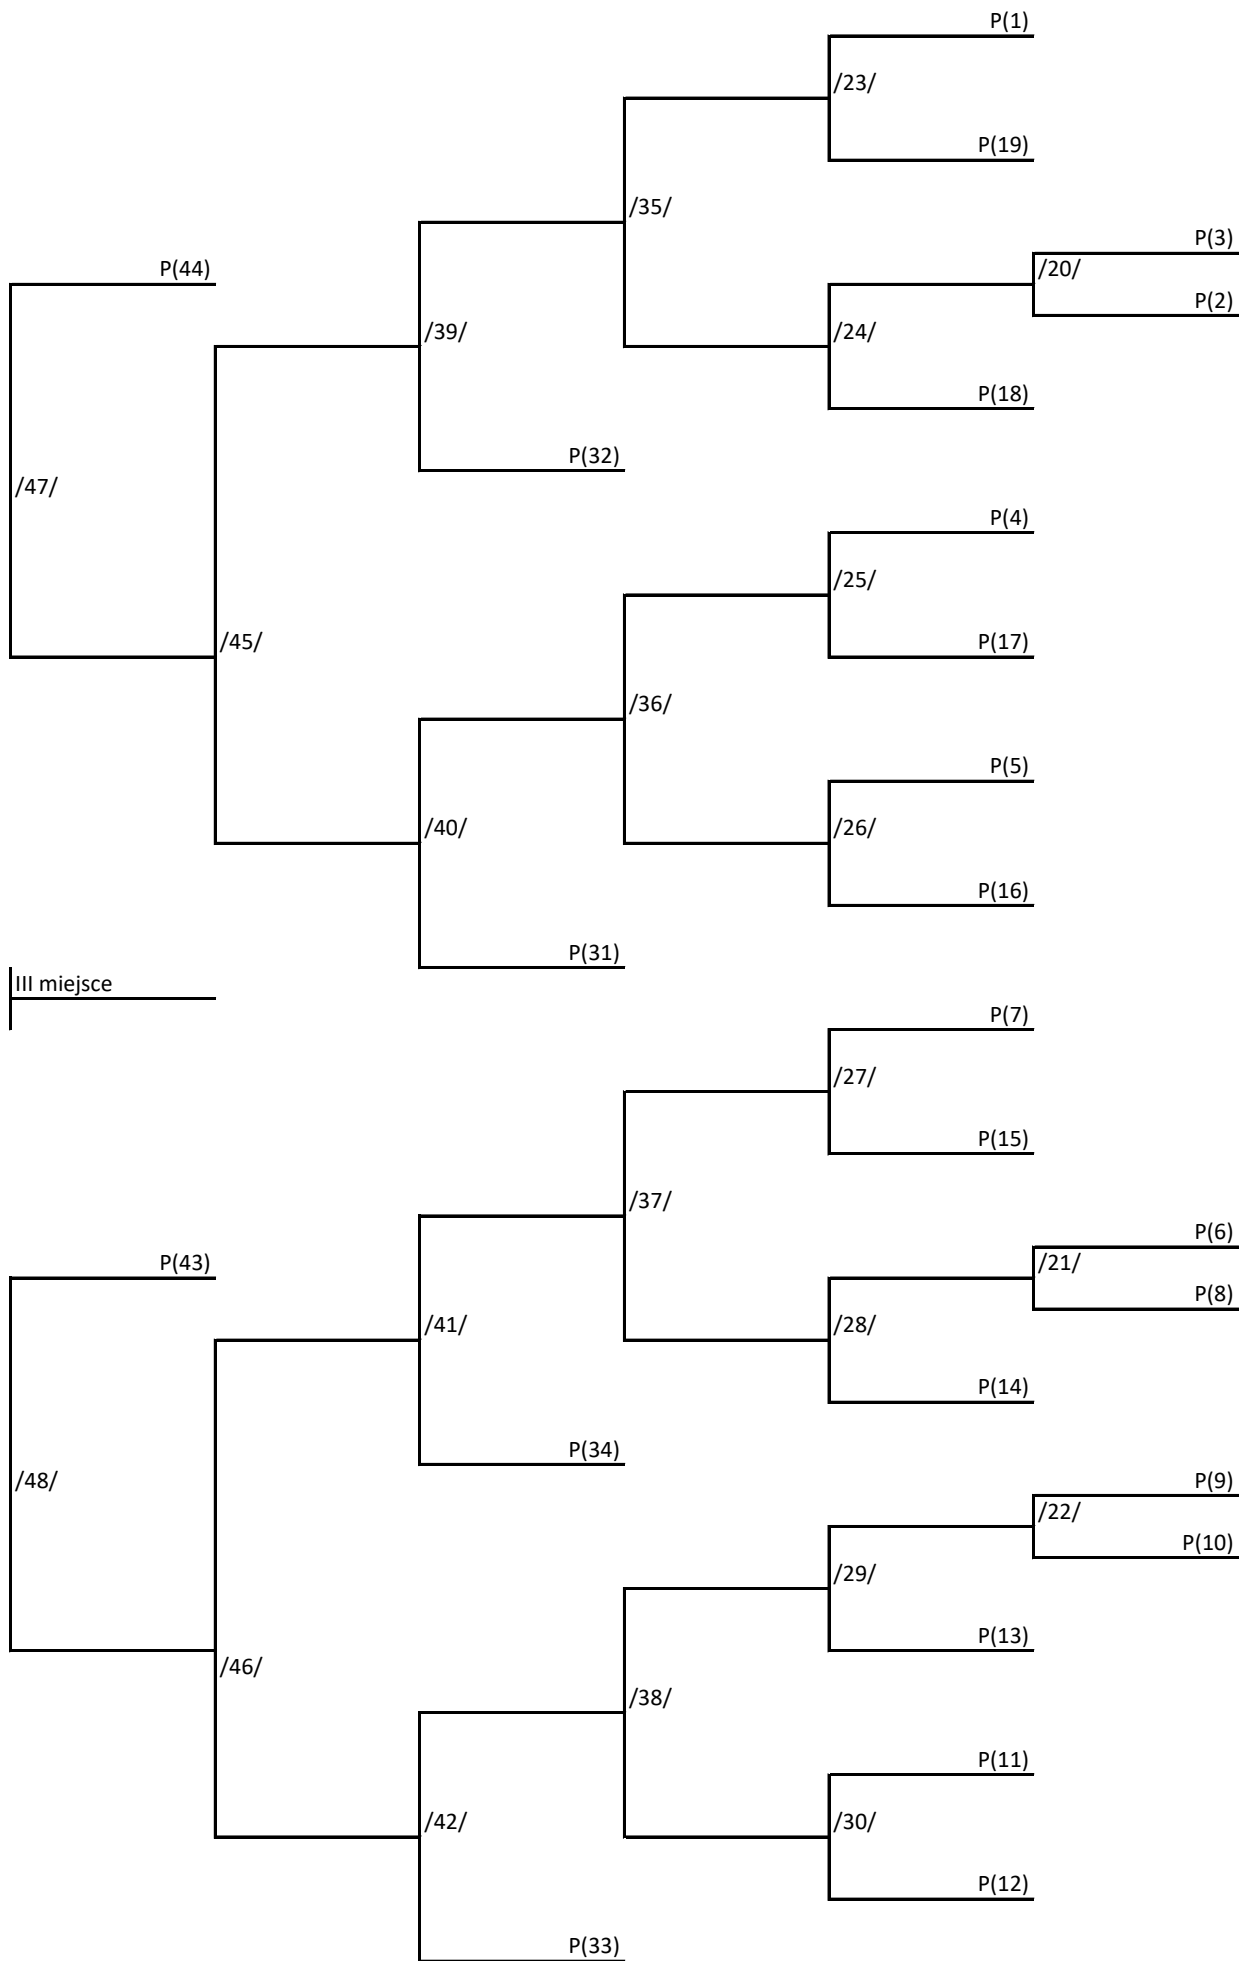 P(1)
/23/
P(19)
/35/
P(3)
P(44)
/20/
P(2)
/39/
/24/
P(18)
P(32)
/47/
P(4)
/25/
/45/
P(17)
/36/
P(5)
/40/
/26/
P(16)
P(31)
III miejsce
P(7)
/27/
P(15)
/37/
P(6)
P(43)
/21/
P(8)
/41/
/28/
P(14)
P(34)
/48/
P(9)
/22/
P(10)
/29/
P(13)
/46/
/38/
P(11)
/42/
/30/
P(12)
P(33)